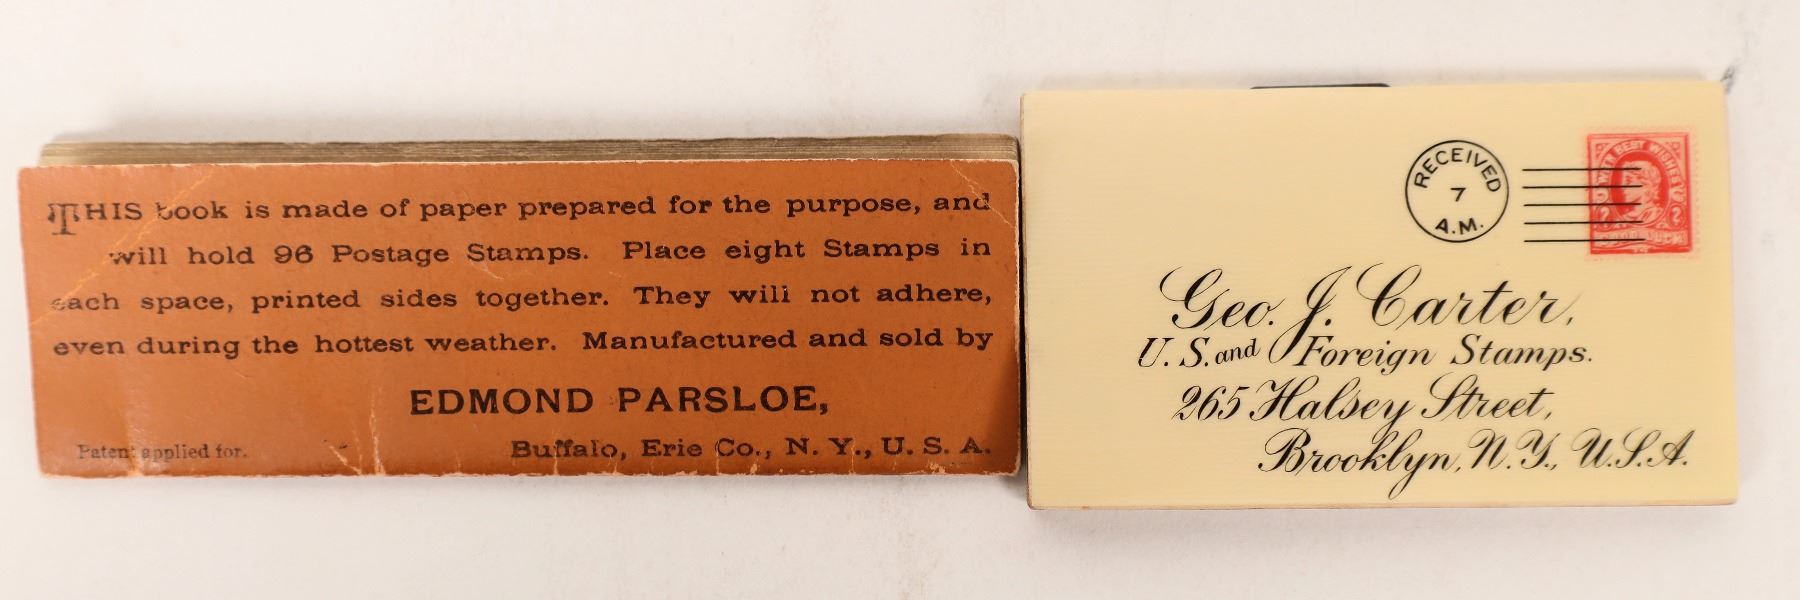 THIS book is made of paper prepared for the purpose, and
will hold 96 Postage Stamps. Place eight Stamps in
each space, printed sides together. They will not adhere,
even during the hottest weather. Manufactured and sold by
EDMOND PARSLOE,
Patent applied for.
Buffalo, Erie Co., N. Y., U. S. A.
RECEIVED
7
A.M.
BEST WISHES
Geo. J. Carter,
U. S. and Foreign Stamps.
265 Halsey Street,
Brooklyn, N. Y., U.S.A.